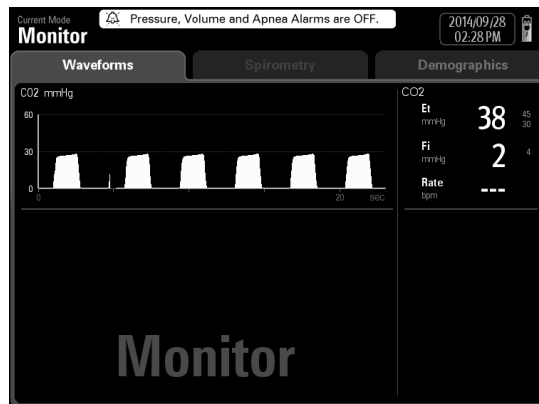 Current Mode
Monitor
Pressure, Volume and Apnea Alarms are OFF.
2014/09/28
02:28 PM
Waveforms
Spirometry
Demographics
CO2 mmHg
60
30
0
0
20
sec
CO2
Et
mmHg
38
45
30
Fi
mmHg
2
4
Rate
bpm
---
Monitor